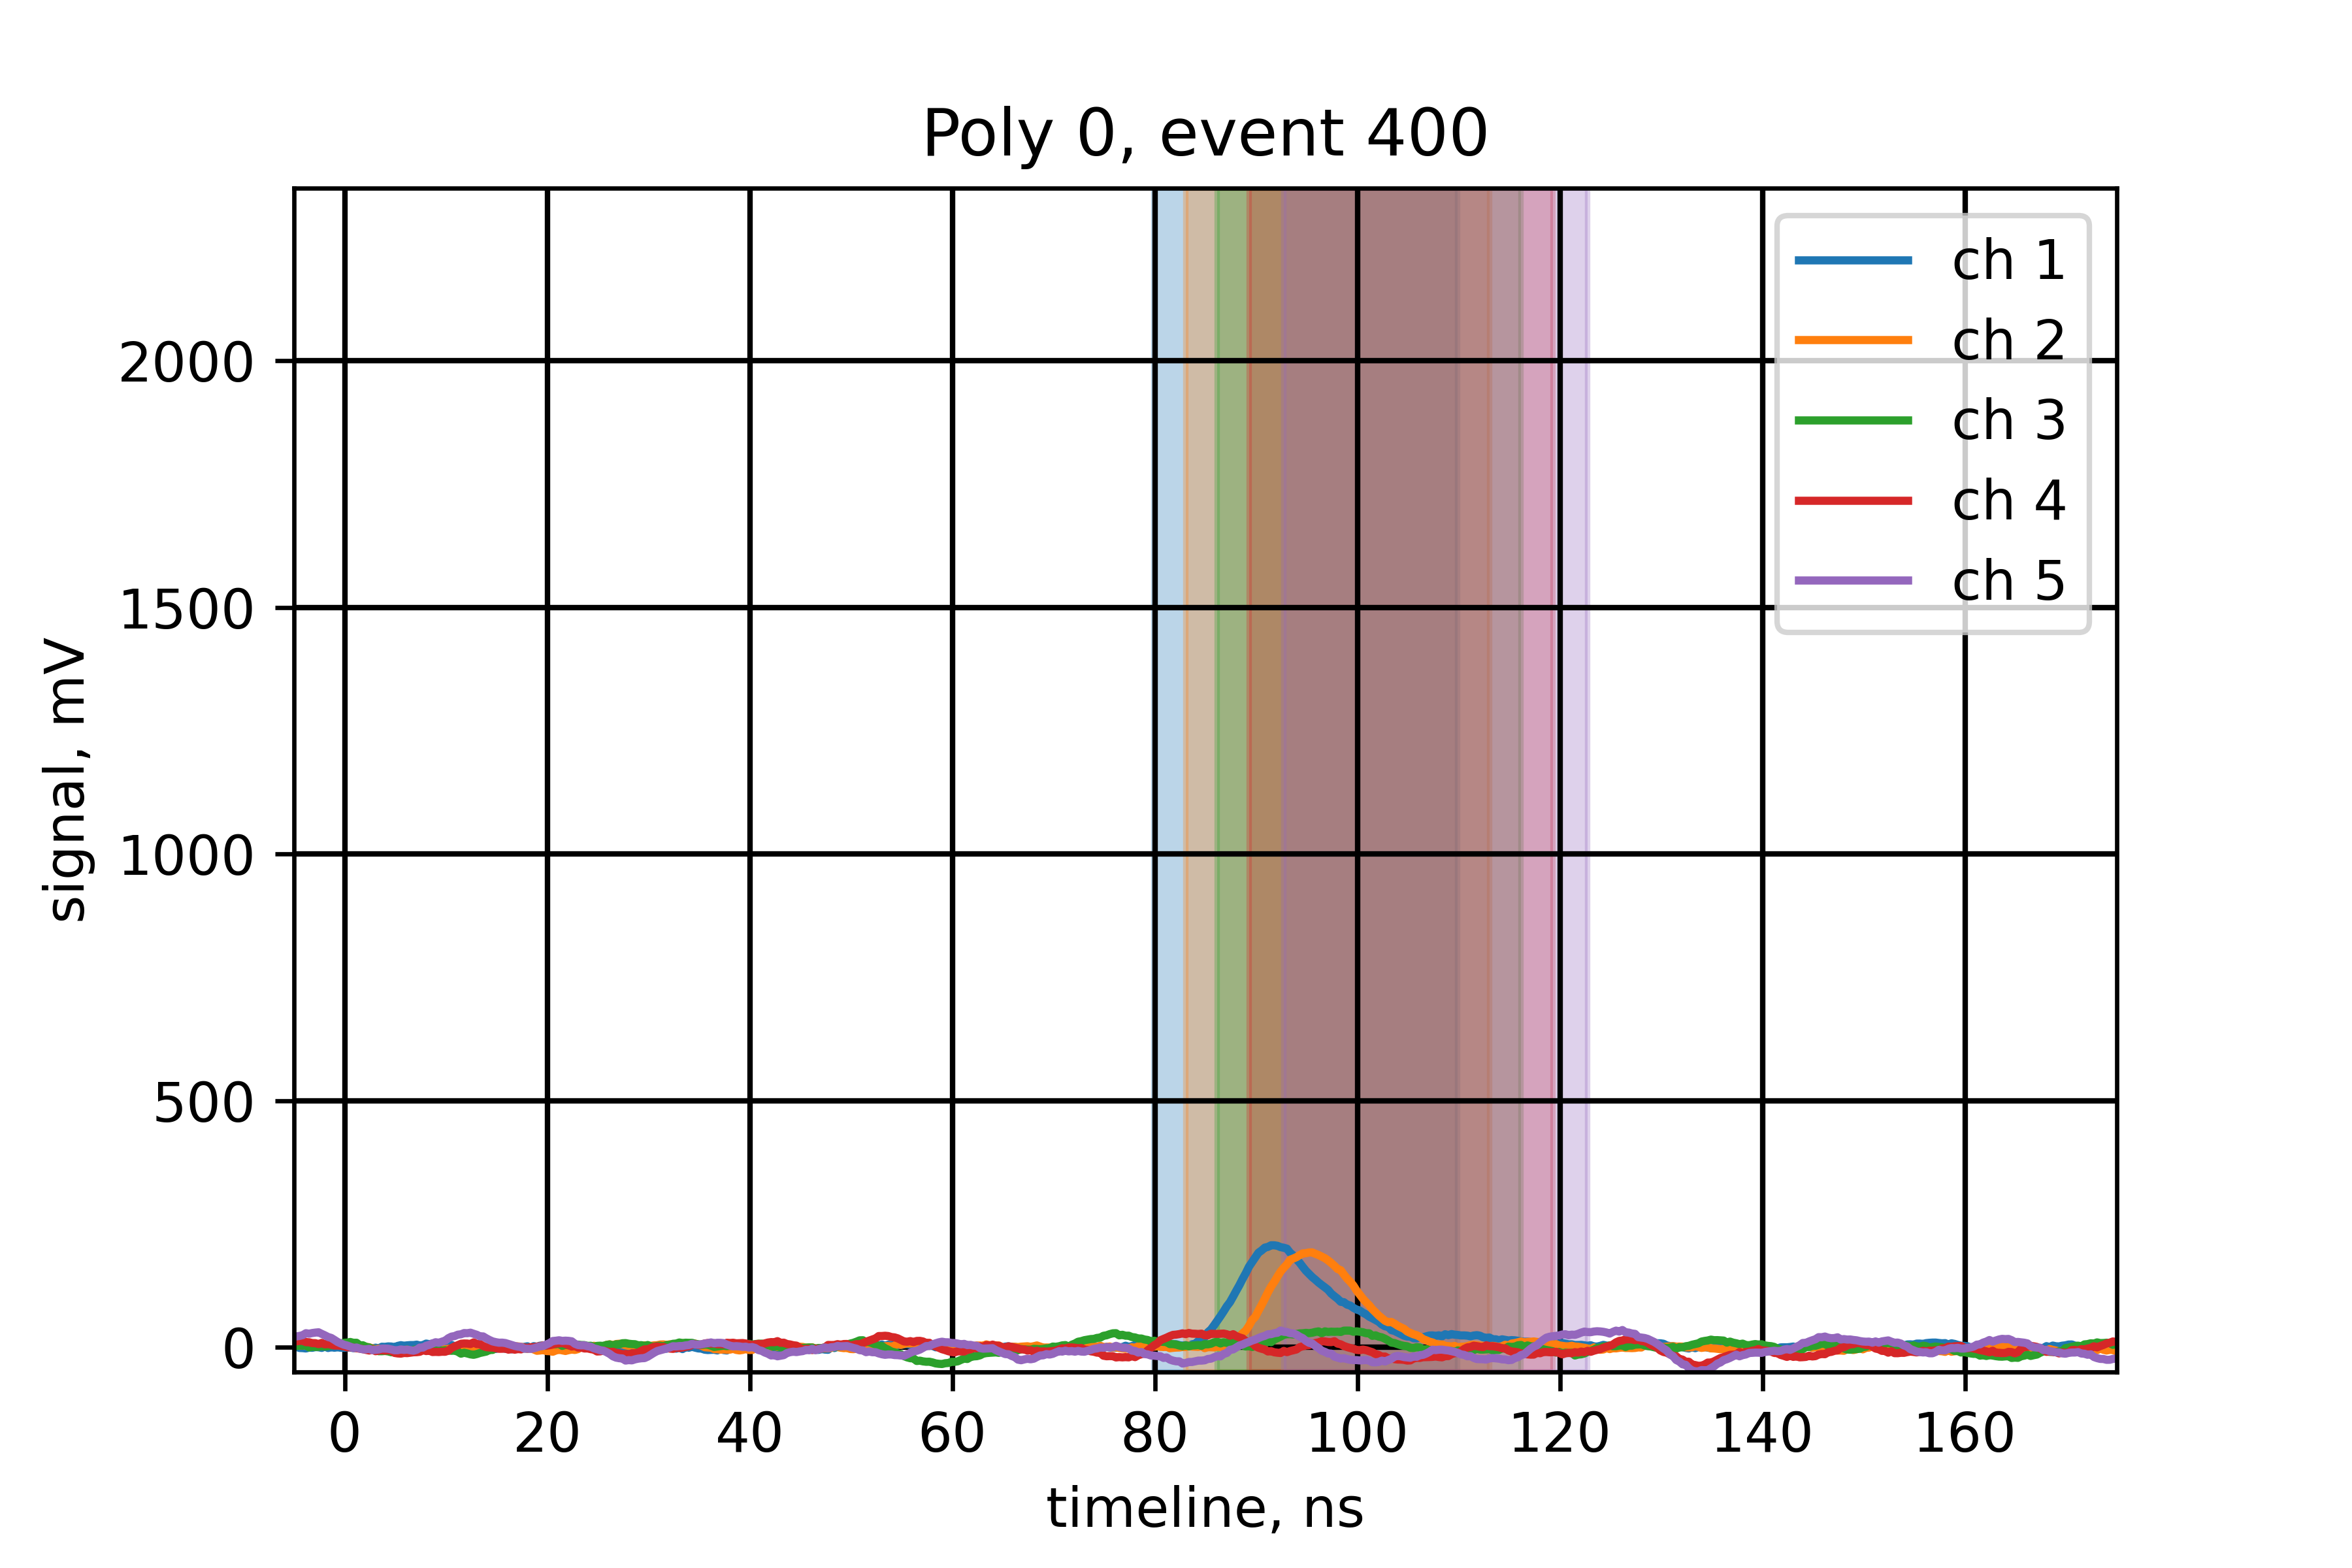 Poly 0, event 400
ch 1
ch 2
ch 3
ch 4
ch 5
2000
1500
1000
500
0
signal, mV
0 20 40 60 80 100 120 140 160
timeline, ns